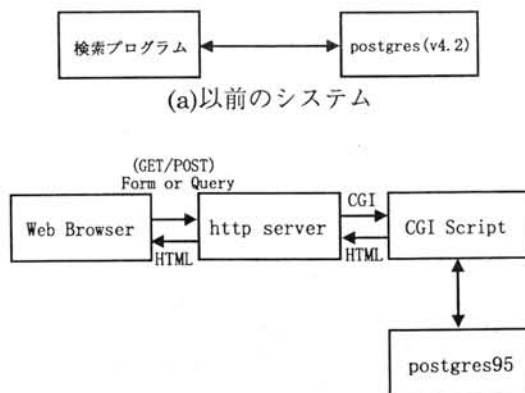 検索プログラム
postgres(v4.2)
(a)以前のシステム
(GET/POST)
Form or Query
CGI
Web Browser
http server
CGI Script
HTML
HTML
postgres95